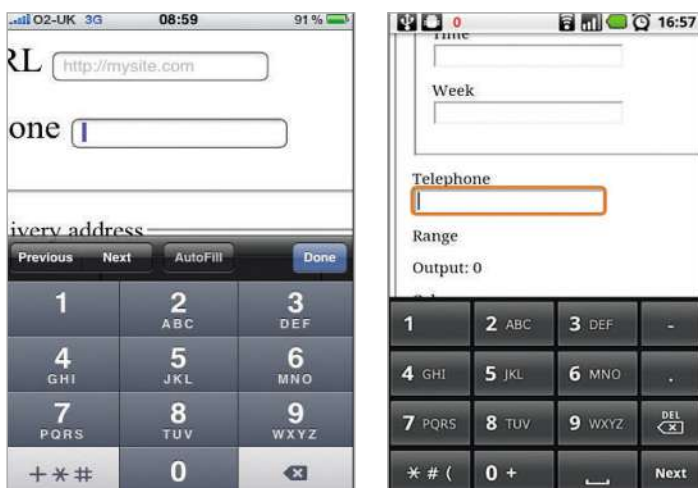 O2-UK 3G 08:59 91%
RL http://mysite.com
one
ivery address
Previous Next AutoFill Done
1 2 ABC 3 DEF
4 GHI 5 JKL 6 MNO
7 PQRS 8 TUV 9 WXYZ
+*# 0
0 16:57
Time
Week
Telephone
Range
Output: 0
1 2 ABC 3 DEF -
4 GHI 5 JKL 6 MNO .
7 PQRS 8 TUV 9 WXYZ DEL
* # ( 0 + Next